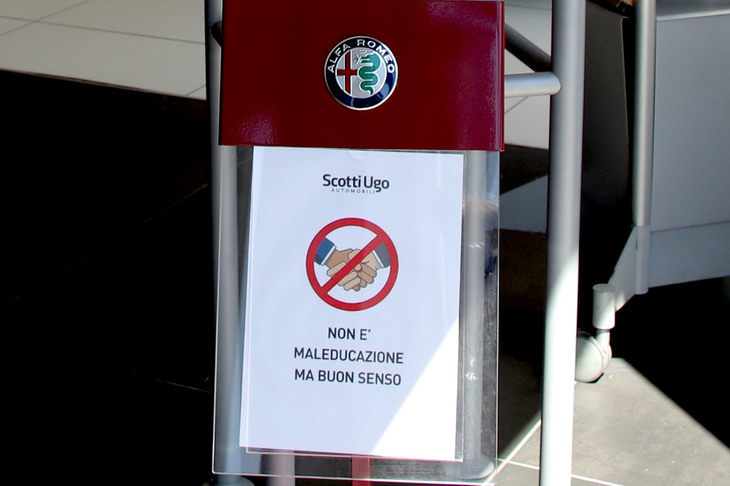 ALFA ROMEO
Scotti Ugo
AUTOMOBILI
NON E'
MALEDUCAZIONE
MA BUON SENSO